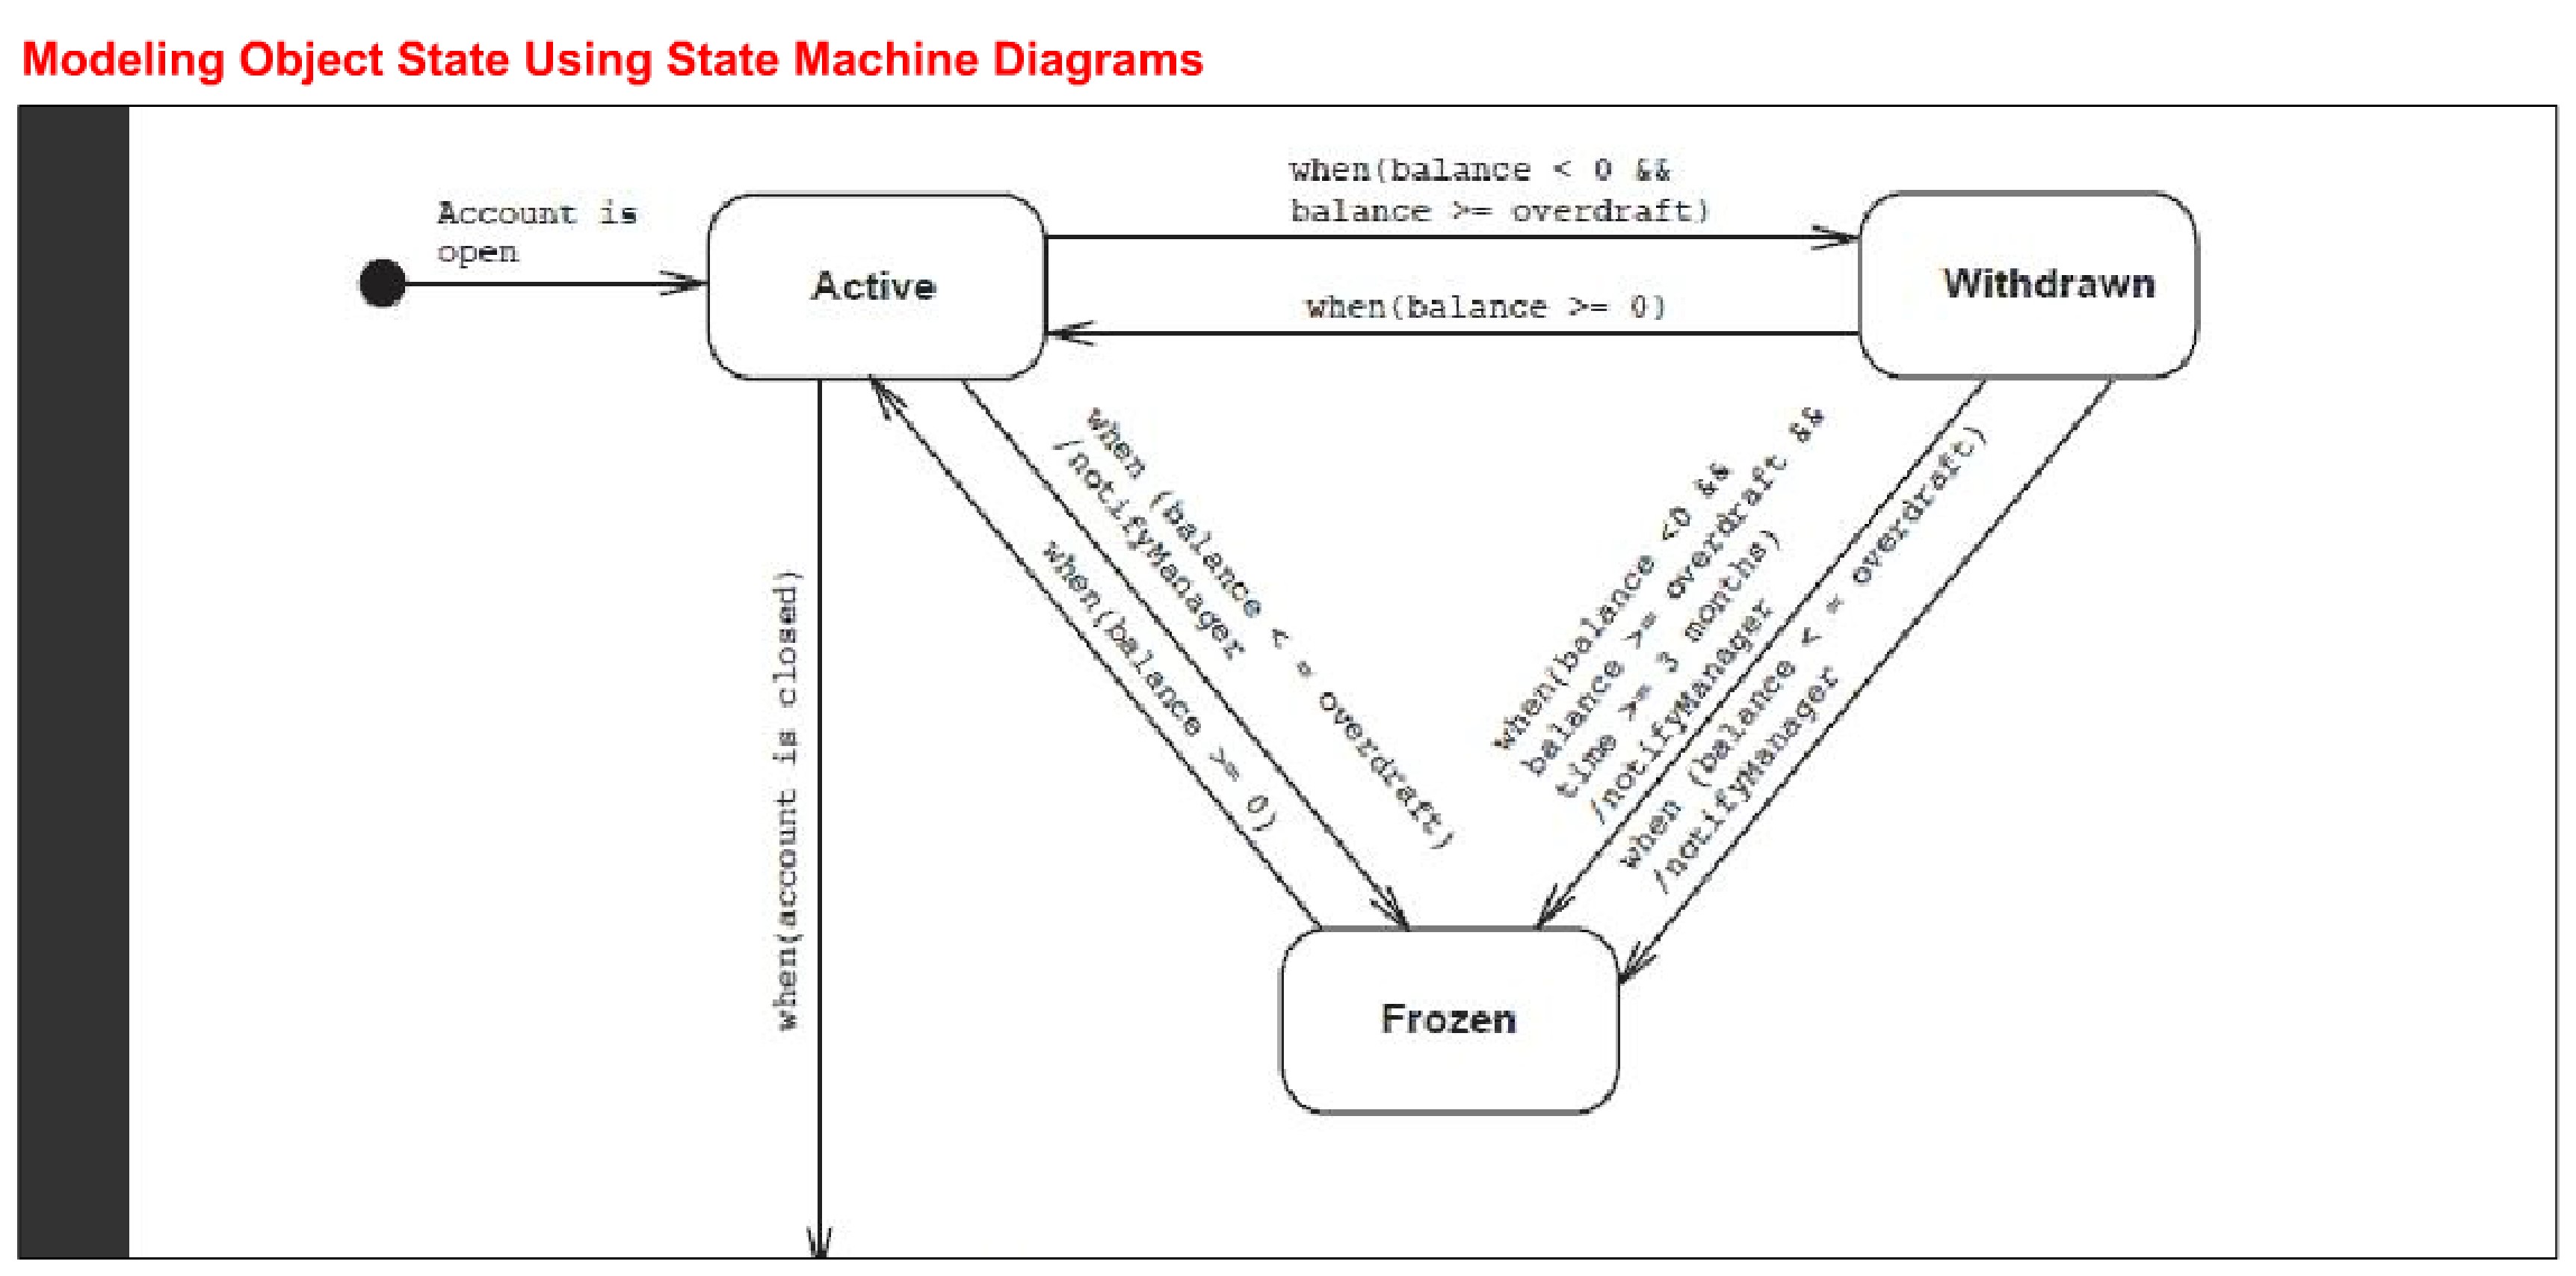 Modeling Object State Using State Machine Diagrams
Account is
open
Active
when(balance < 0 &&
balance >= overdraft)
when(balance >= 0)
Withdrawn
when(account is closed)
when (balance < = overdraft)
/notifyManager
when(balance >= 0)
when(balance <0 &&
balance >= overdraft &&
time >= 3 months)
/notifyManager
when (balance < = overdraft)
/notifyManager
Frozen